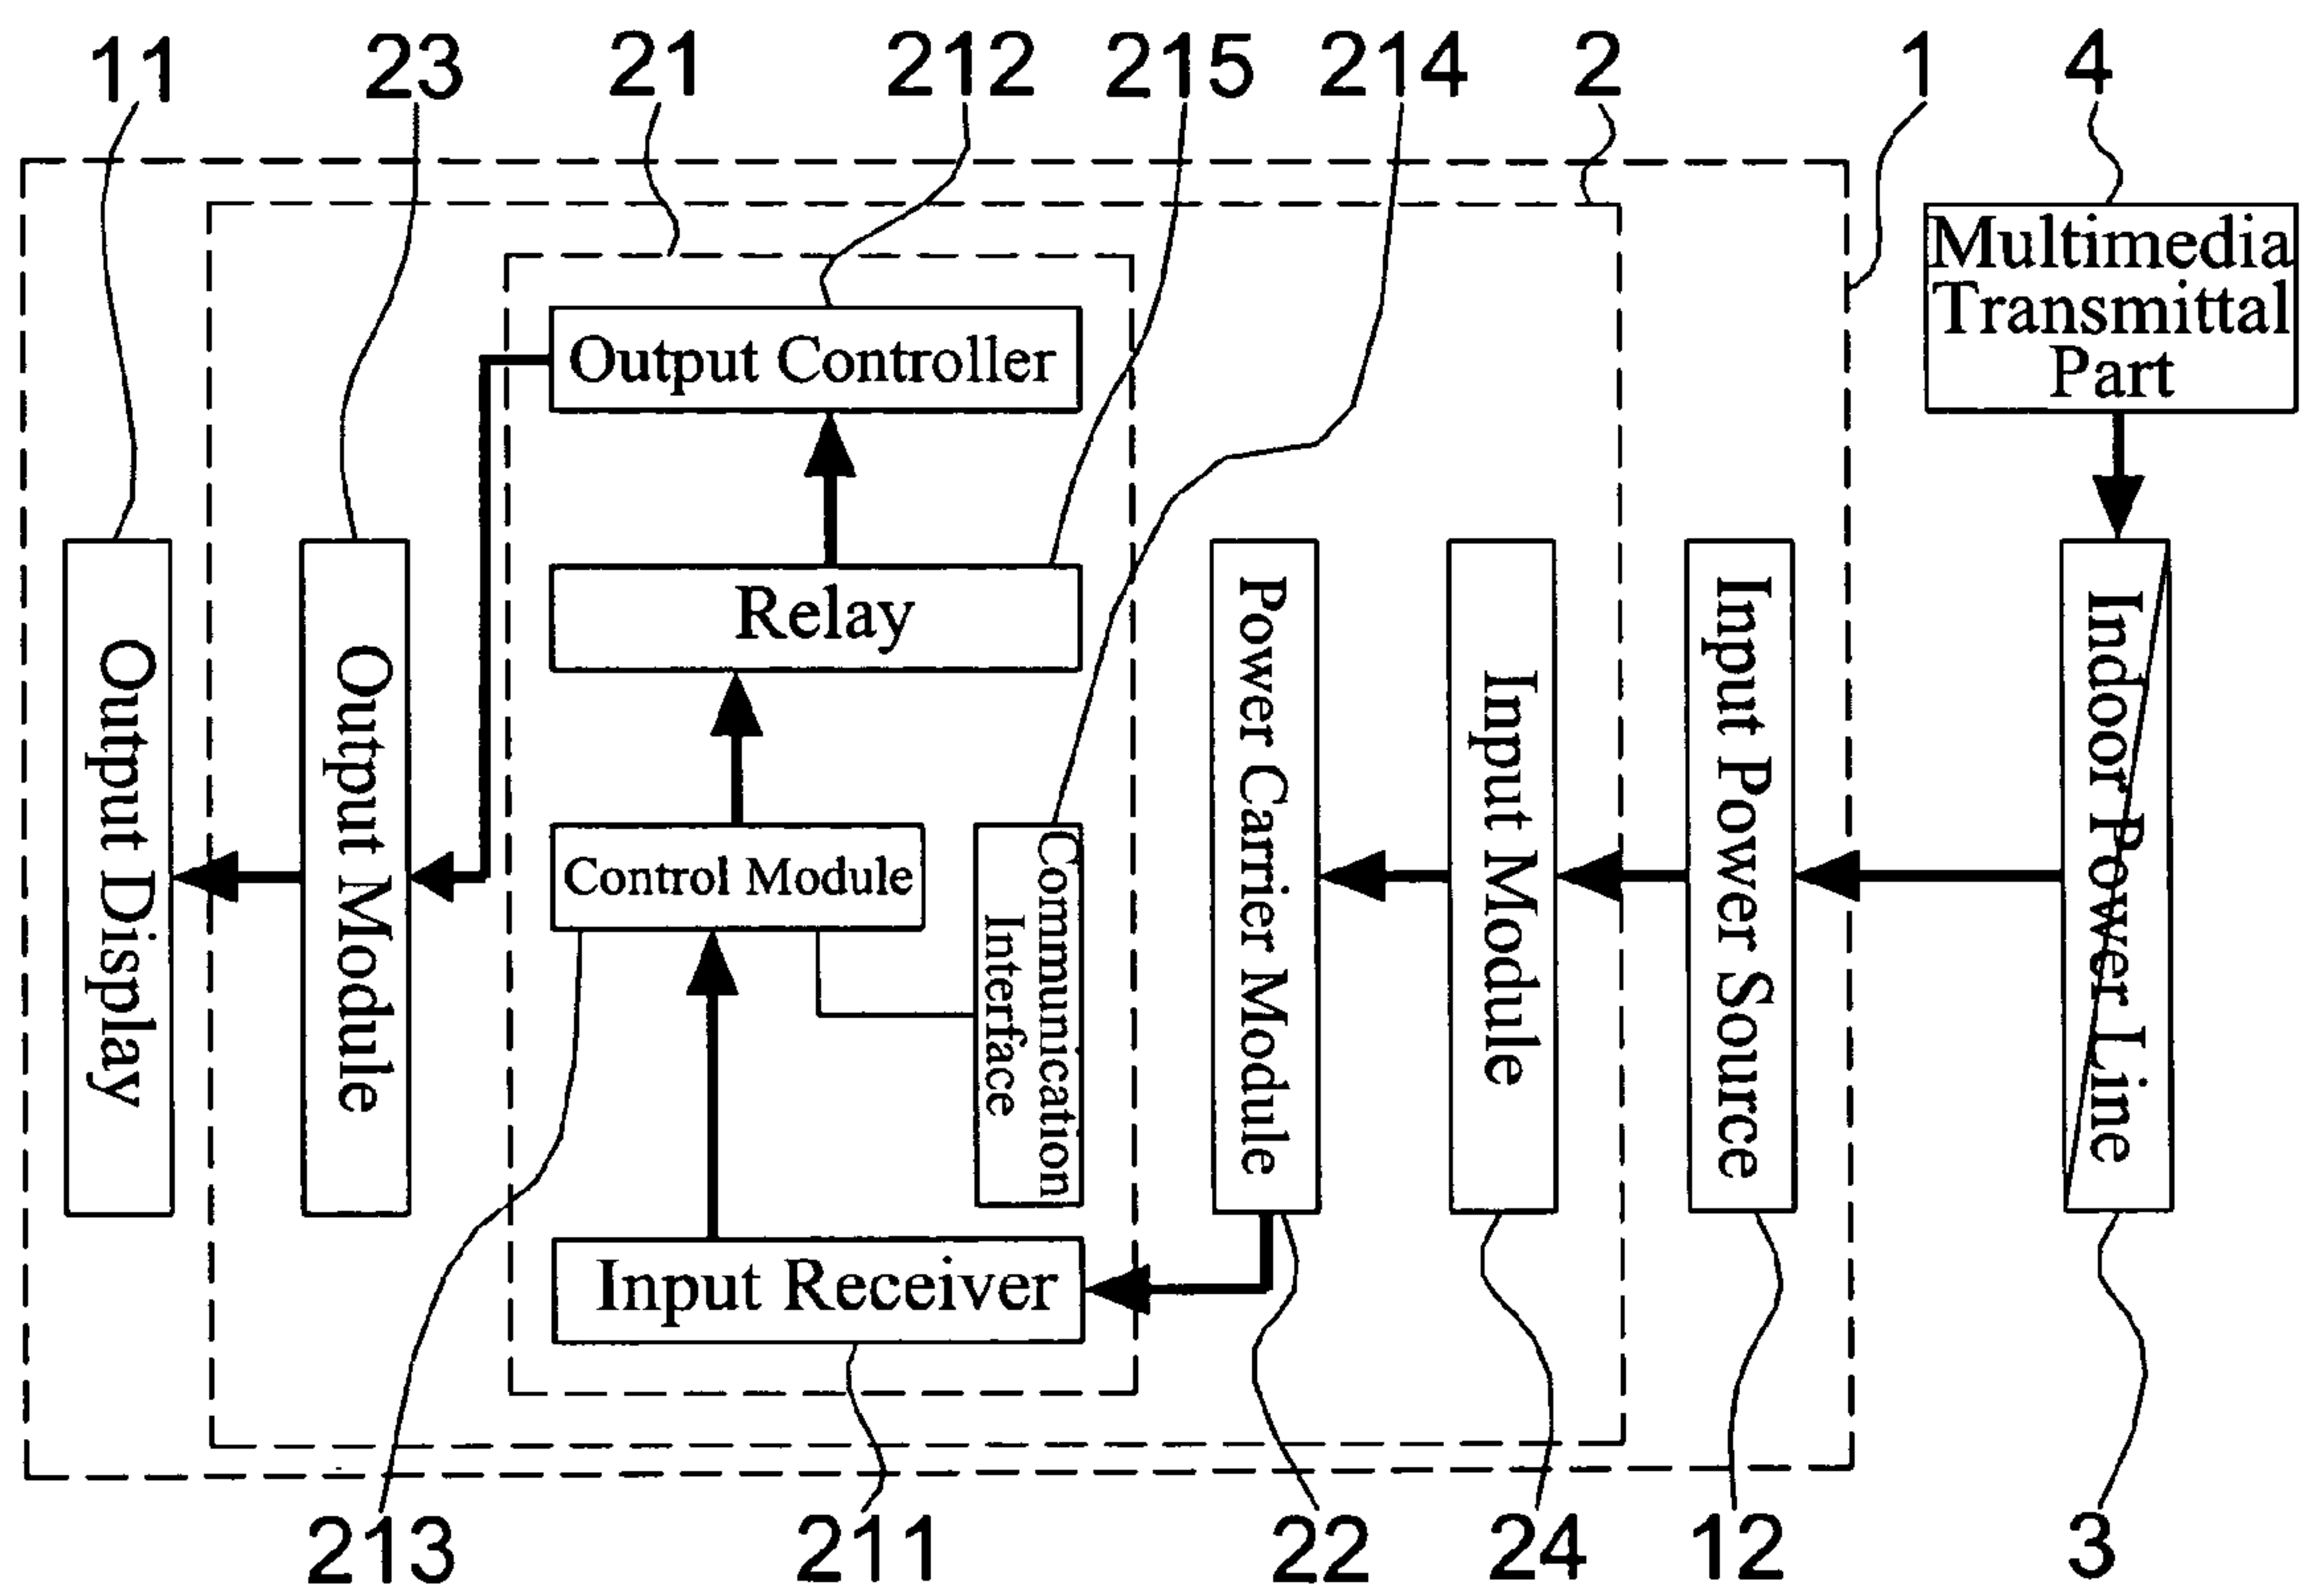 11 23 21 212 215 214 2 1 4
Multimedia
Transmittal
Part
Output Controller
Relay
Control Module
Communication
Interface
Input Receiver
Output Display
Output Module
Power Carrier Module
Input Module
Input Power Source
Indoor Power Line
213 211 22 24 12 3